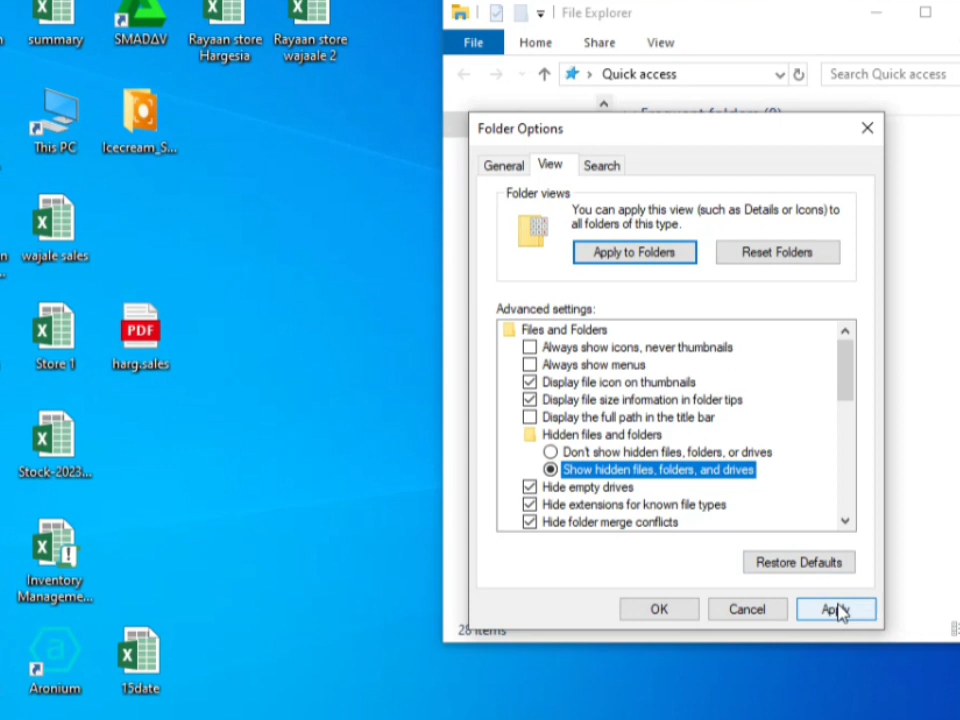 summary
SMADAV
Rayaan store
Hargesia
Rayaan store
wajaale 2
This PC
Icecream_S...
wajale sales
Store 1
PDF
harg.sales
Stock-2023...
Inventory
Manageme...
Aronium
15date
File Explorer
File
Home
Share
View
Quick access
Search Quick access
Folder Options
General
View
Search
Folder views
You can apply this view (such as Details or Icons) to
all folders of this type.
Apply to Folders
Reset Folders
Advanced settings:
Files and Folders
Always show icons, never thumbnails
Always show menus
Display file icon on thumbnails
Display file size information in folder tips
Display the full path in the title bar
Hidden files and folders
Don't show hidden files, folders, or drives
Show hidden files, folders, and drives
Hide empty drives
Hide extensions for known file types
Hide folder merge conflicts
Restore Defaults
OK
Cancel
Apply
28 items